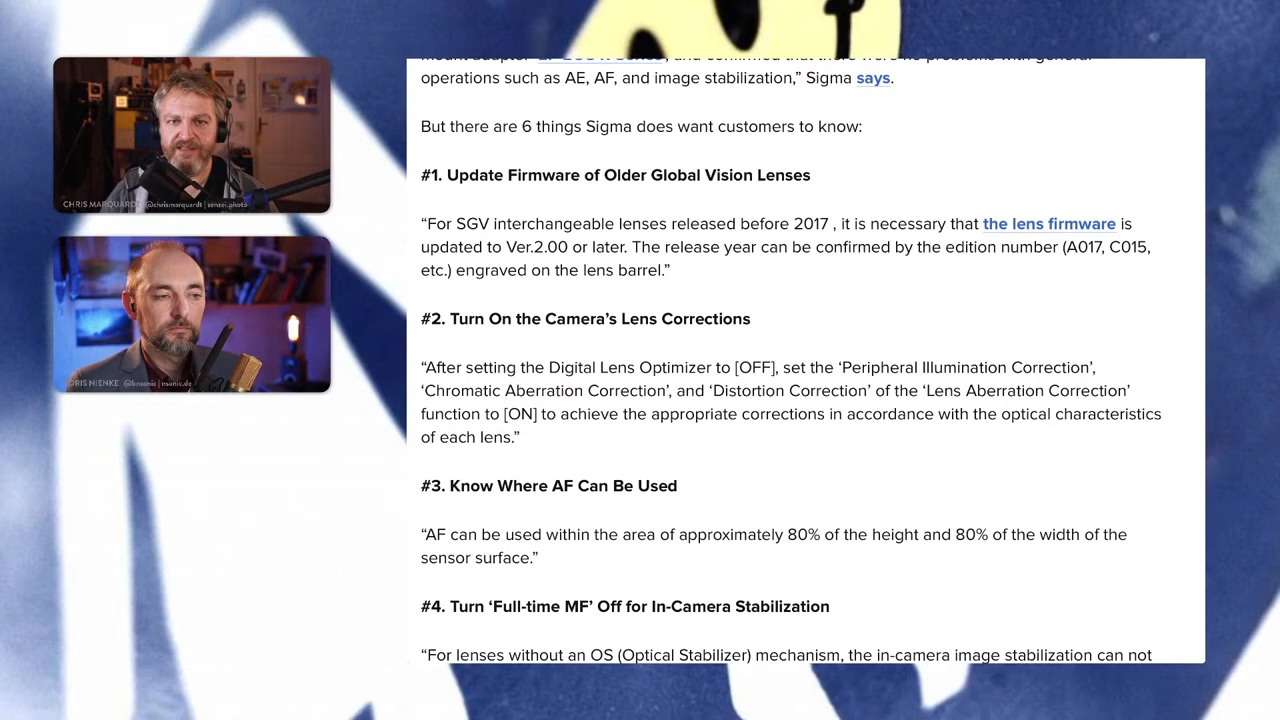 operations such as AE, AF, and image stabilization,” Sigma says.
But there are 6 things Sigma does want customers to know:
#1. Update Firmware of Older Global Vision Lenses
“For SGV interchangeable lenses released before 2017 , it is necessary that the lens firmware is
updated to Ver.2.00 or later. The release year can be confirmed by the edition number (A017, C015,
etc.) engraved on the lens barrel.”
#2. Turn On the Camera’s Lens Corrections
“After setting the Digital Lens Optimizer to [OFF], set the ‘Peripheral Illumination Correction’,
‘Chromatic Aberration Correction’, and ‘Distortion Correction’ of the ‘Lens Aberration Correction’
function to [ON] to achieve the appropriate corrections in accordance with the optical characteristics
of each lens.”
#3. Know Where AF Can Be Used
“AF can be used within the area of approximately 80% of the height and 80% of the width of the
sensor surface.”
#4. Turn ‘Full-time MF’ Off for In-Camera Stabilization
“For lenses without an OS (Optical Stabilizer) mechanism, the in-camera image stabilization can not
CHRIS MARQUARDT @chrismarquardt | sensei.photo
NIENKE @bnsonic | nsonic.de